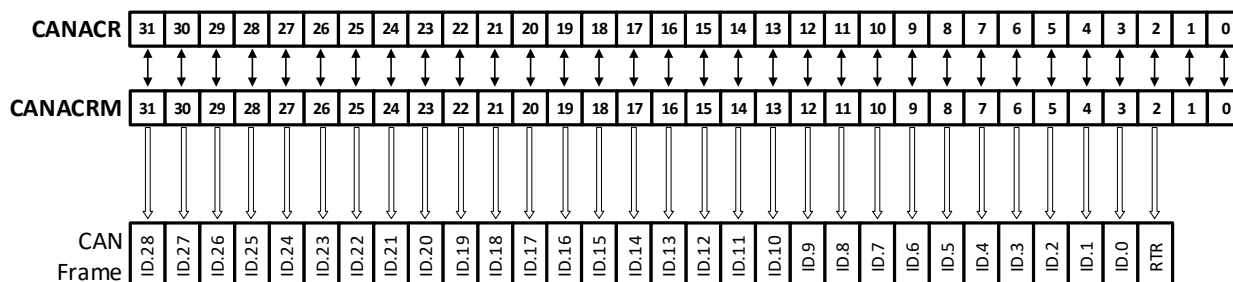 CANACR 31 30 29 28 27 26 25 24 23 22 21 20 19 18 17 16 15 14 13 12 11 10 9 8 7 6 5 4 3 2 1 0
CANACRM 31 30 29 28 27 26 25 24 23 22 21 20 19 18 17 16 15 14 13 12 11 10 9 8 7 6 5 4 3 2 1 0
CAN
Frame
ID.28 ID.27 ID.26 ID.25 ID.24 ID.23 ID.22 ID.21 ID.20 ID.19 ID.18 ID.17 ID.16 ID.15 ID.14 ID.13 ID.12 ID.11 ID.10 ID.9 ID.8 ID.7 ID.6 ID.5 ID.4 ID.3 ID.2 ID.1 ID.0 RTR